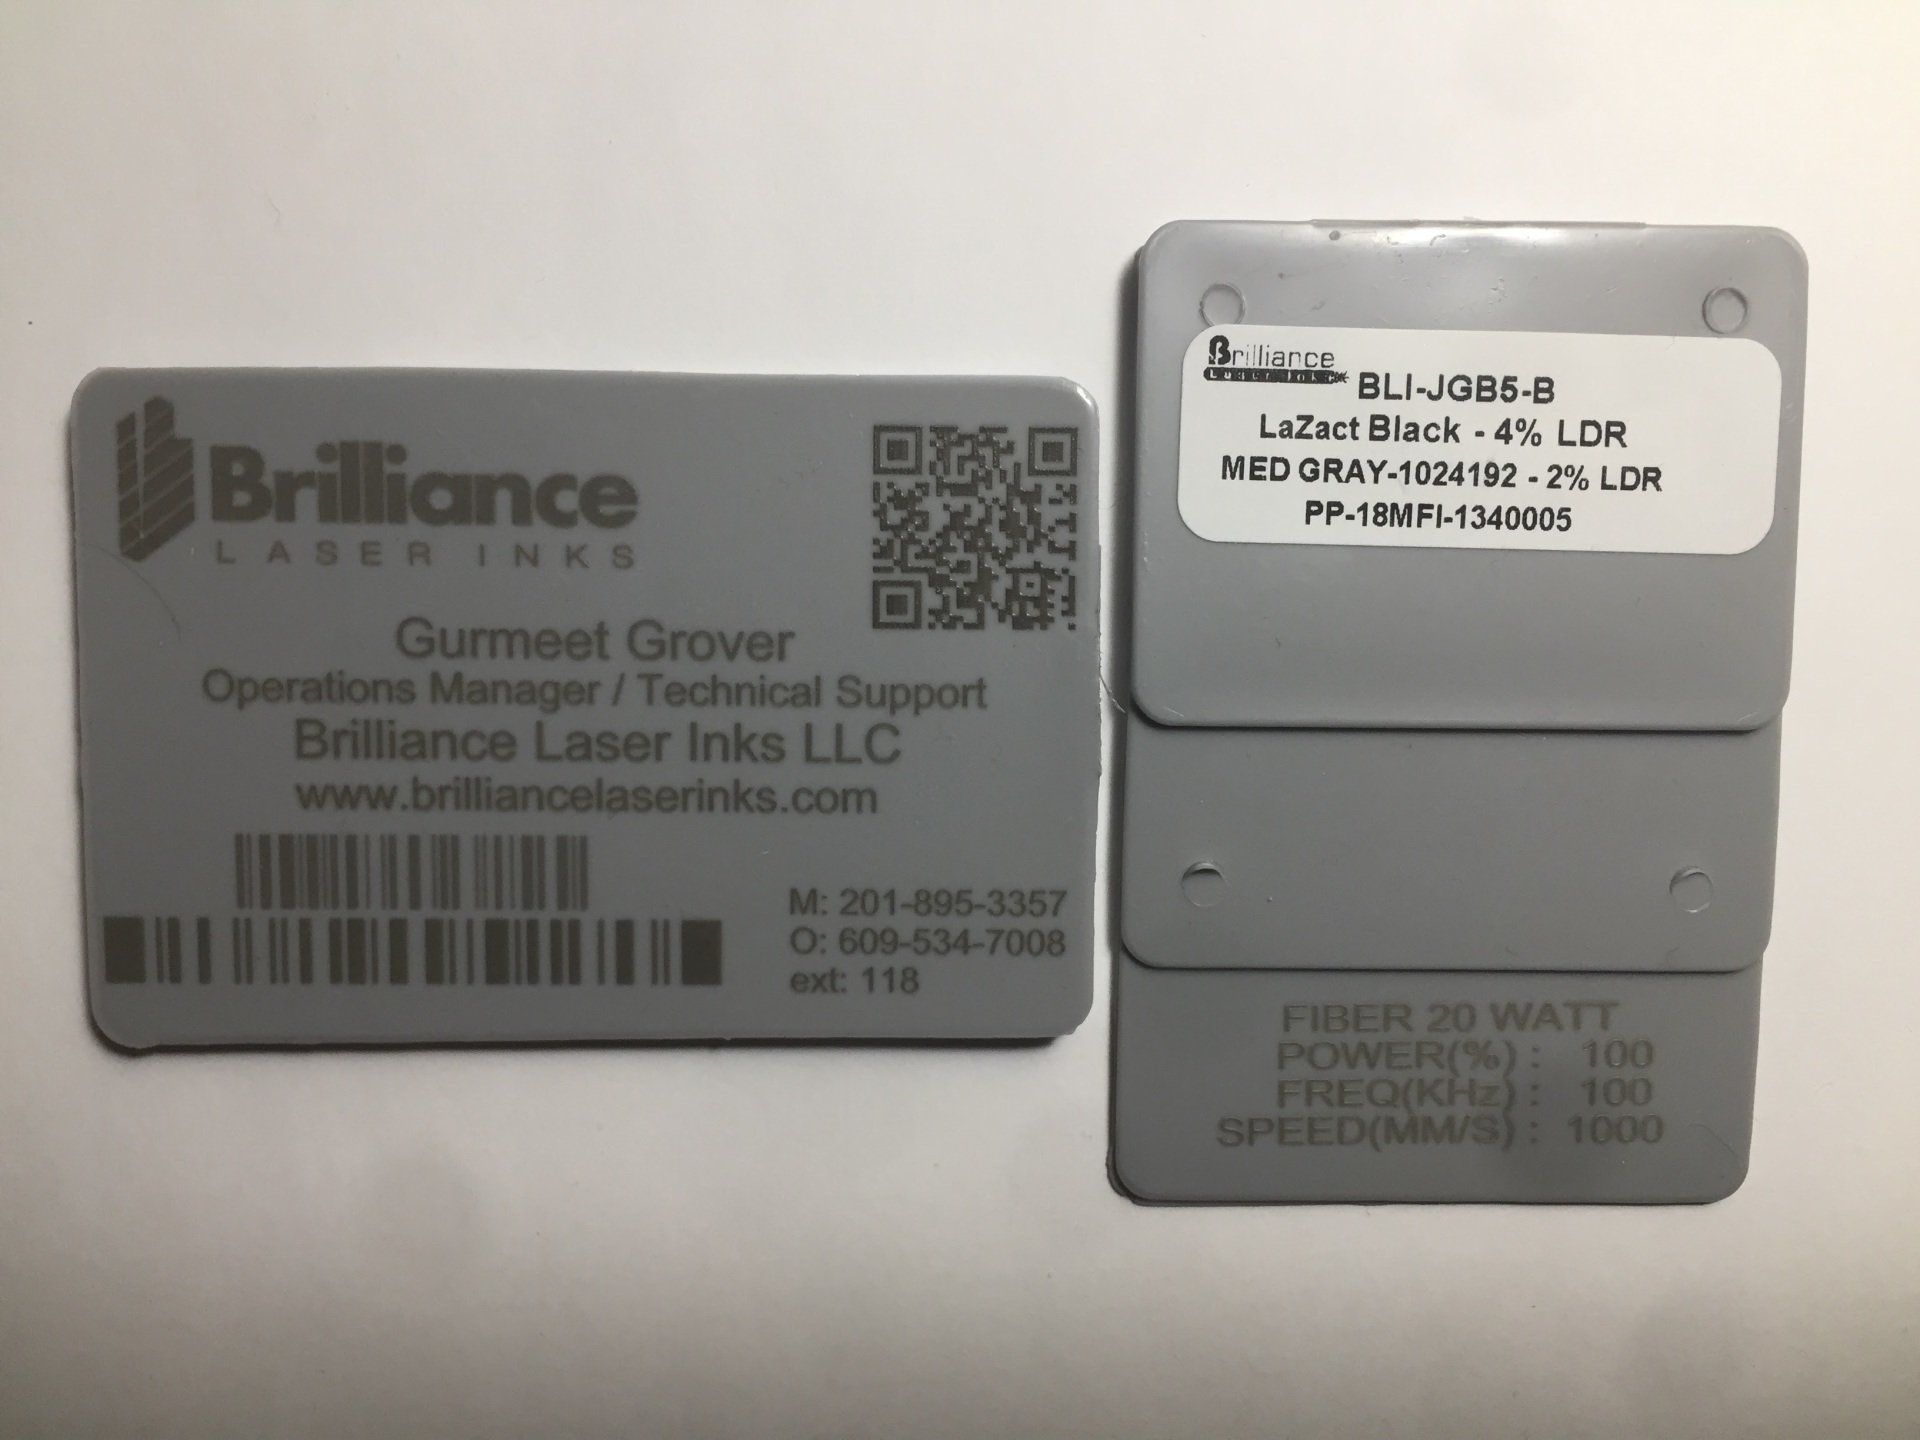 Brilliance
LASER INKS
Gurmeet Grover
Operations Manager / Technical Support
Brilliance Laser Inks LLC
www.brilliancelaserinks.com
M: 201-895-3357
O: 609-534-7008
ext: 118
Brilliance
BLI-JGB5-B
LaZact Black - 4% LDR
MED GRAY-1024192 - 2% LDR
PP-18MFI-1340005
FIBER 20 WATT
POWER(%) : 100
FREQ(KHz) : 100
SPEED(MM/S) : 1000